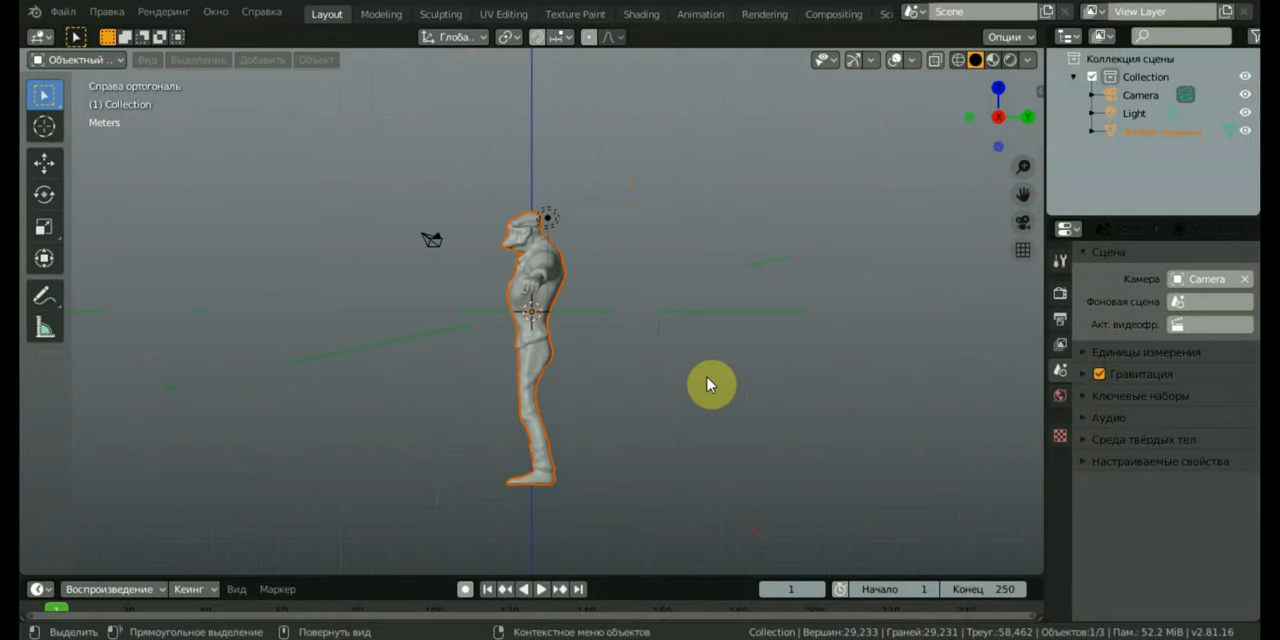 Файл Правка Рендеринг Окно Справка Layout Modeling Sculpting UV Editing Texture Paint Shading Animation Rendering Compositing Sc Scene View Layer
Глоба.. Опции
Объектный .. Вид Выделение Добавить Объект
Справа ортогональ
(1) Collection
Meters
Коллекция сцены
Collection
Camera
Light
Сцена
Камера Camera
Фоновая сцена
Акт. видеофр.
Единицы измерения
Гравитация
Ключевые наборы
Аудио
Среда твёрдых тел
Настраиваемые свойства
Воспроизведение Кеинг Вид Маркер 1 Начало 1 Конец 250
Выделить Прямоугольное выделение Повернуть вид Контекстное меню объектов Collection | Вершин:29,233 | Граней:29,231 | Треуг.:58,462 | Объектов:1/3 | Пам.: 52.2 MiB | v2.81.16